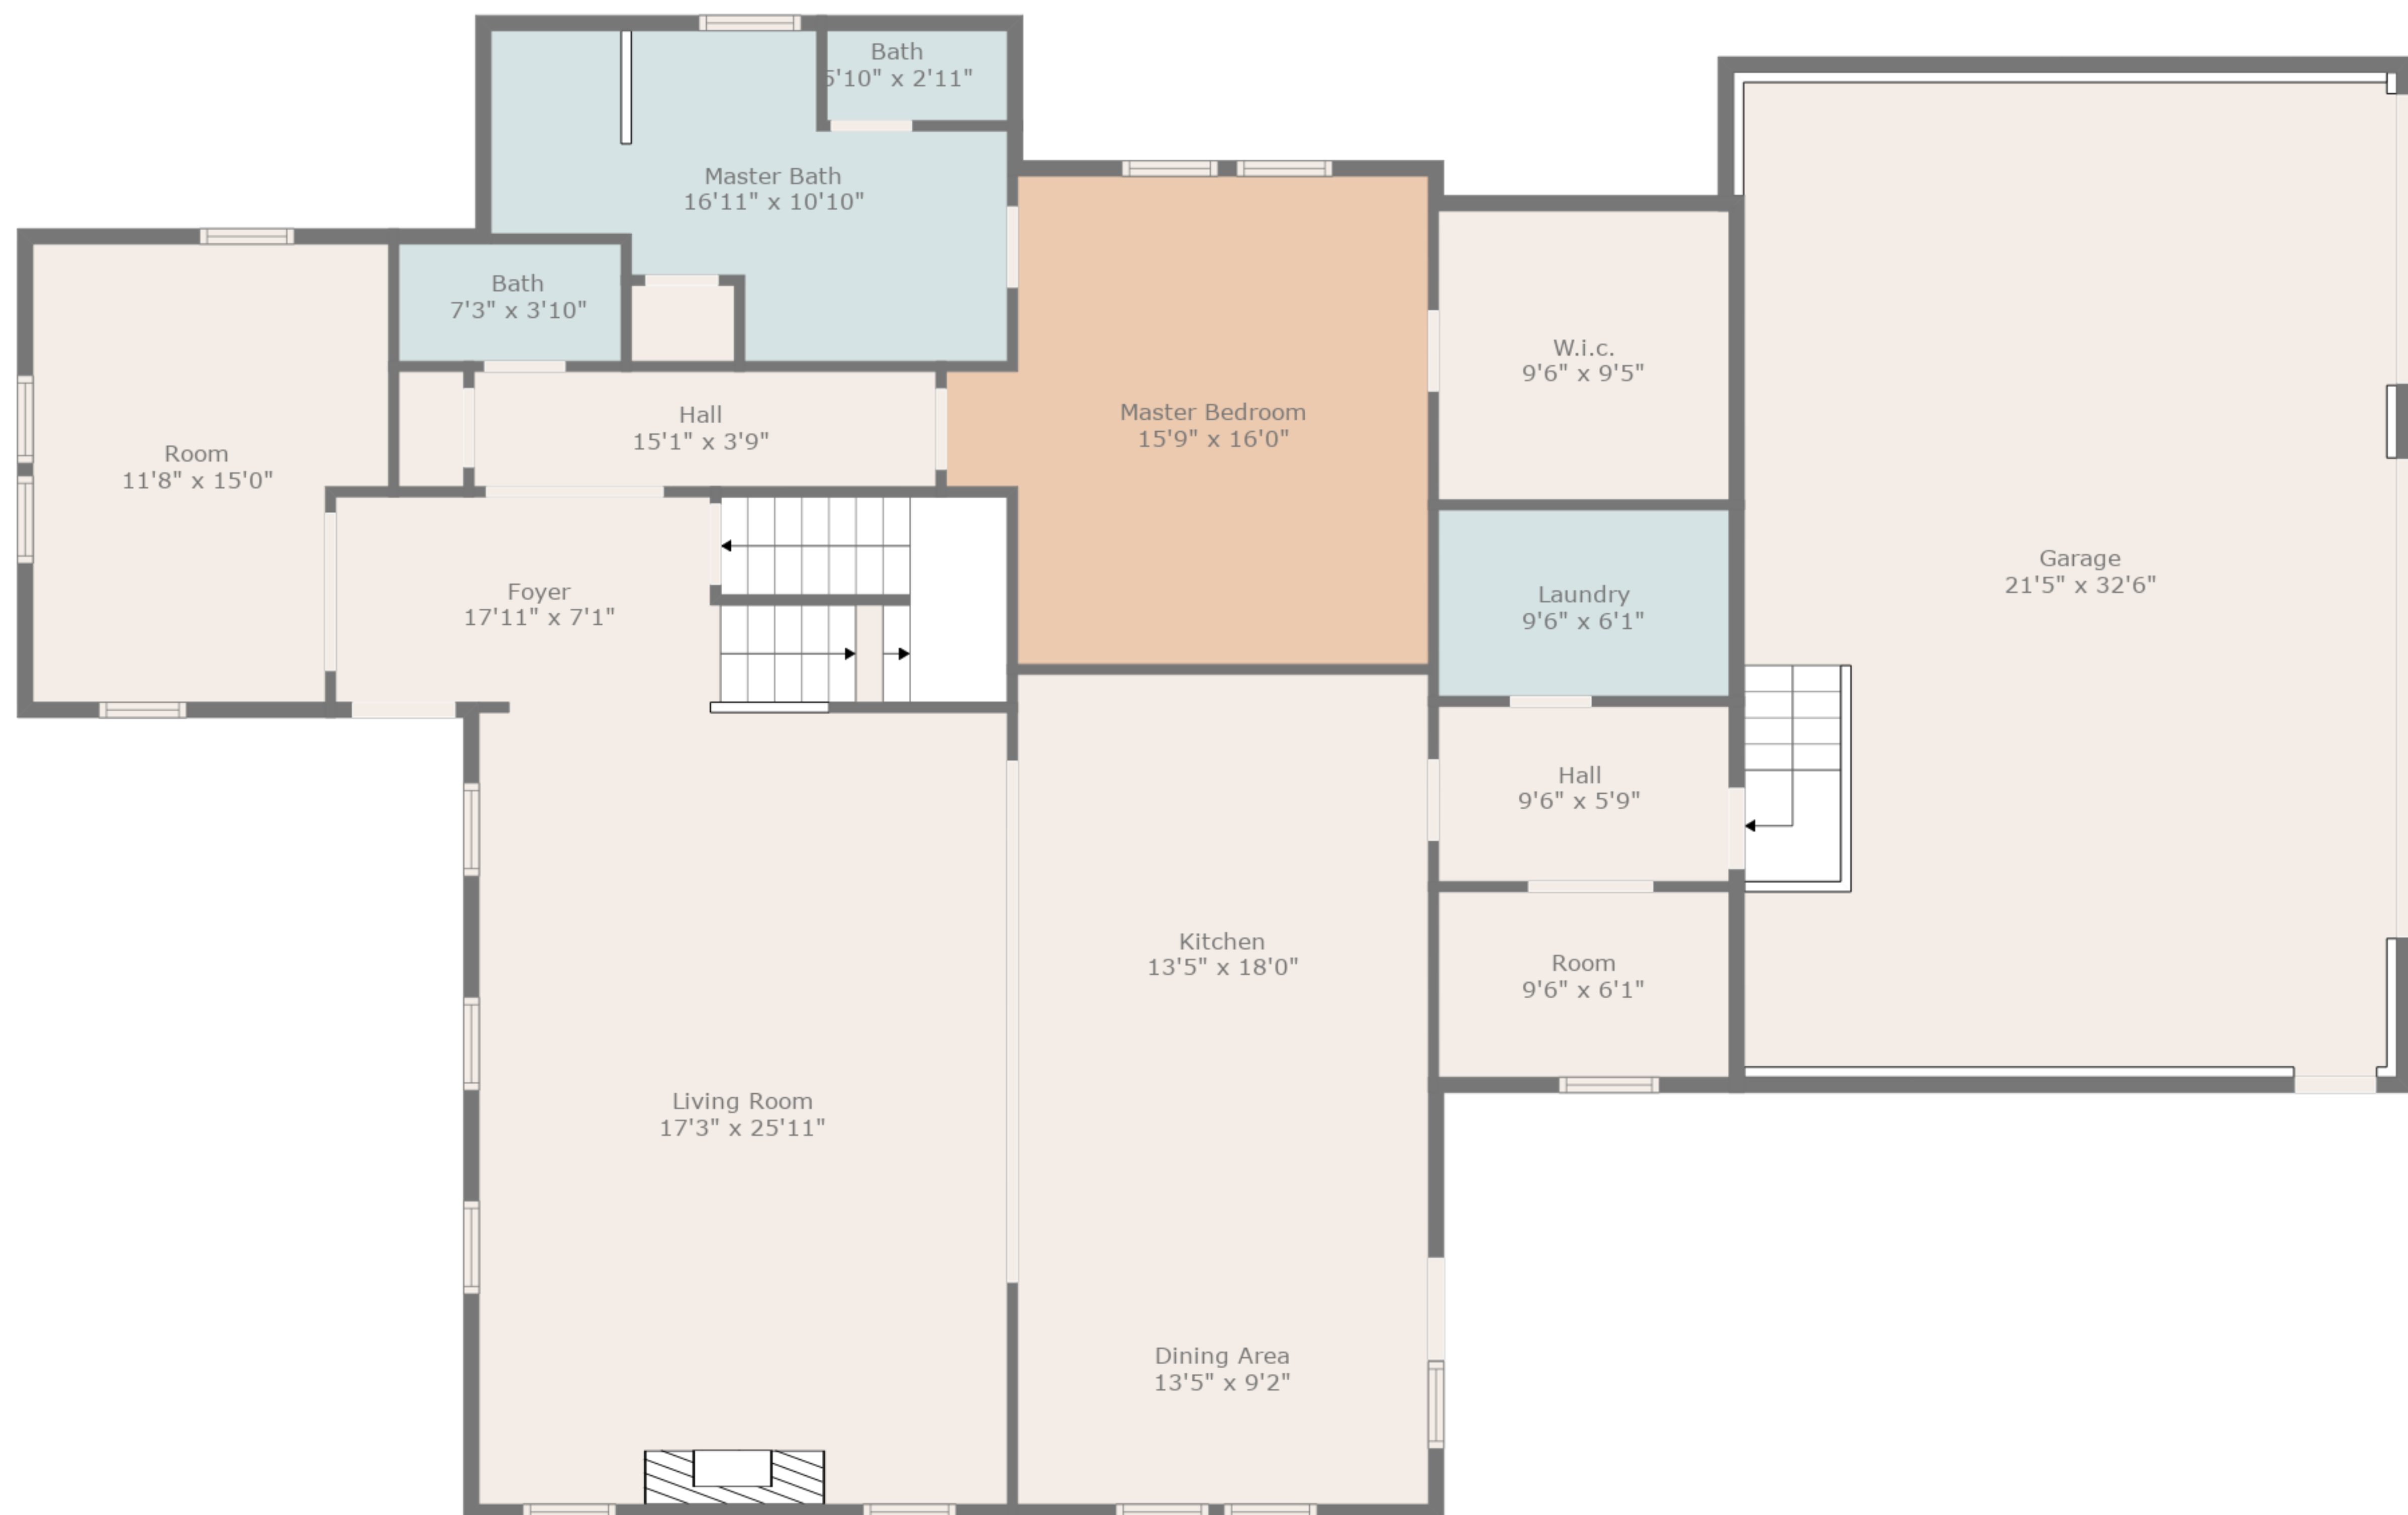 Bath
5'10" x 2'11"
Master Bath
16'11" x 10'10"
Bath
7'3" x 3'10"
W.i.c.
9'6" x 9'5"
Hall
15'1" x 3'9"
Master Bedroom
15'9" x 16'0"
Room
11'8" x 15'0"
Garage
21'5" x 32'6"
Foyer
17'11" x 7'1"
Laundry
9'6" x 6'1"
Hall
9'6" x 5'9"
Kitchen
13'5" x 18'0"
Room
9'6" x 6'1"
Living Room
17'3" x 25'11"
Dining Area
13'5" x 9'2"